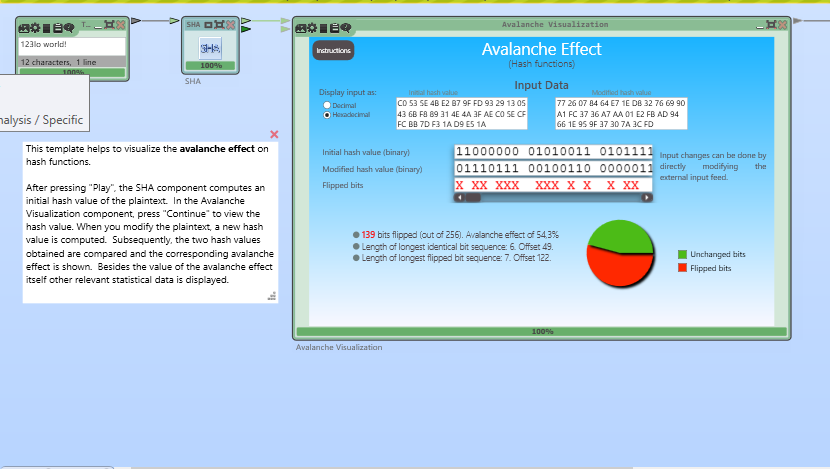 T...
SHA
Avalanche Visualization
123lo world!
12 characters, 1 line
100%
SHA
100%
SHA
nalysis / Specific
This template helps to visualize the avalanche effect on
hash functions.
After pressing "Play", the SHA component computes an
initial hash value of the plaintext. In the Avalanche
Visualization component, press "Continue" to view the
hash value. When you modify the plaintext, a new hash
value is computed. Subsequently, the two hash values
obtained are compared and the corresponding avalanche
effect is shown. Besides the value of the avalanche effect
itself other relevant statistical data is displayed.
Instructions
Avalanche Effect
(Hash functions)
Input Data
Display input as:
Decimal
Hexadecimal
Initial hash value
C0 53 5E 4B E2 B7 9F FD 93 29 13 05
43 6B F8 89 31 4E 4A 3F AE C0 5E CF
FC BB 7D F3 1A D9 E5 1A
Modified hash value
77 26 07 84 64 E7 1E D8 32 76 69 90
A1 FC 37 36 A7 AA 01 E2 FB AD 94
66 1E 95 9F 37 30 7A 3C FD
Initial hash value (binary)
11000000 01010011 0101111
Modified hash value (binary)
01110111 00100110 0000011
Flipped bits
X XX XXX XXX X X X XX
Input changes can be done by
directly modifying the
external input feed.
139 bits flipped (out of 256). Avalanche effect of 54,3%
Length of longest identical bit sequence: 6. Offset 49.
Length of longest flipped bit sequence: 7. Offset 122.
Unchanged bits
Flipped bits
100%
Avalanche Visualization